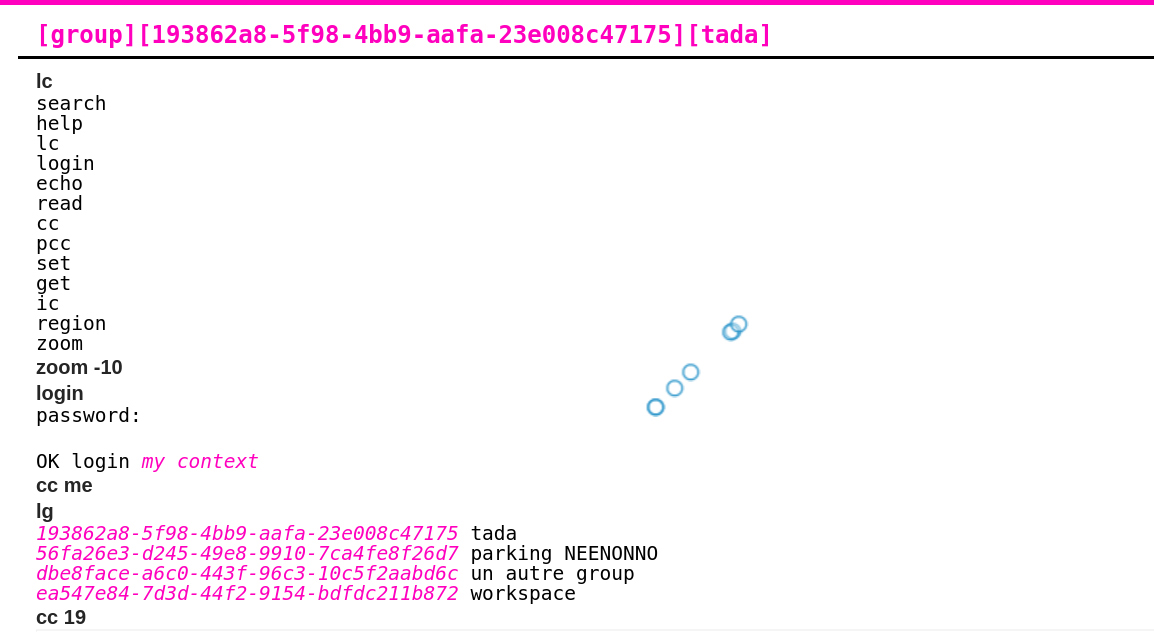 [group][193862a8-5f98-4bb9-aafa-23e008c47175][tada]
lc
search
help
lc
login
echo
read
cc
pcc
set
get
ic
region
zoom
zoom -10
login
password:
OK login my context
cc me
lg
193862a8-5f98-4bb9-aafa-23e008c47175 tada
56fa26e3-d245-49e8-9910-7ca4fe8f26d7 parking NEENONNO
dbe8face-a6c0-443f-96c3-10c5f2aabd6c un autre group
ea547e84-7d3d-44f2-9154-bdfdc211b872 workspace
cc 19